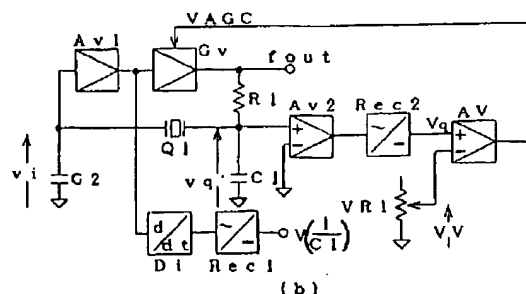 VAGC
Av1
Gv
fout
R1
Av2
Rec2
AV
Vq
+
−
+
−
~
−
Q1
vi
G2
vq
C1
VR1
V|V
d
dt
~
−
V(1/C1)
Di
Rec1
(b)